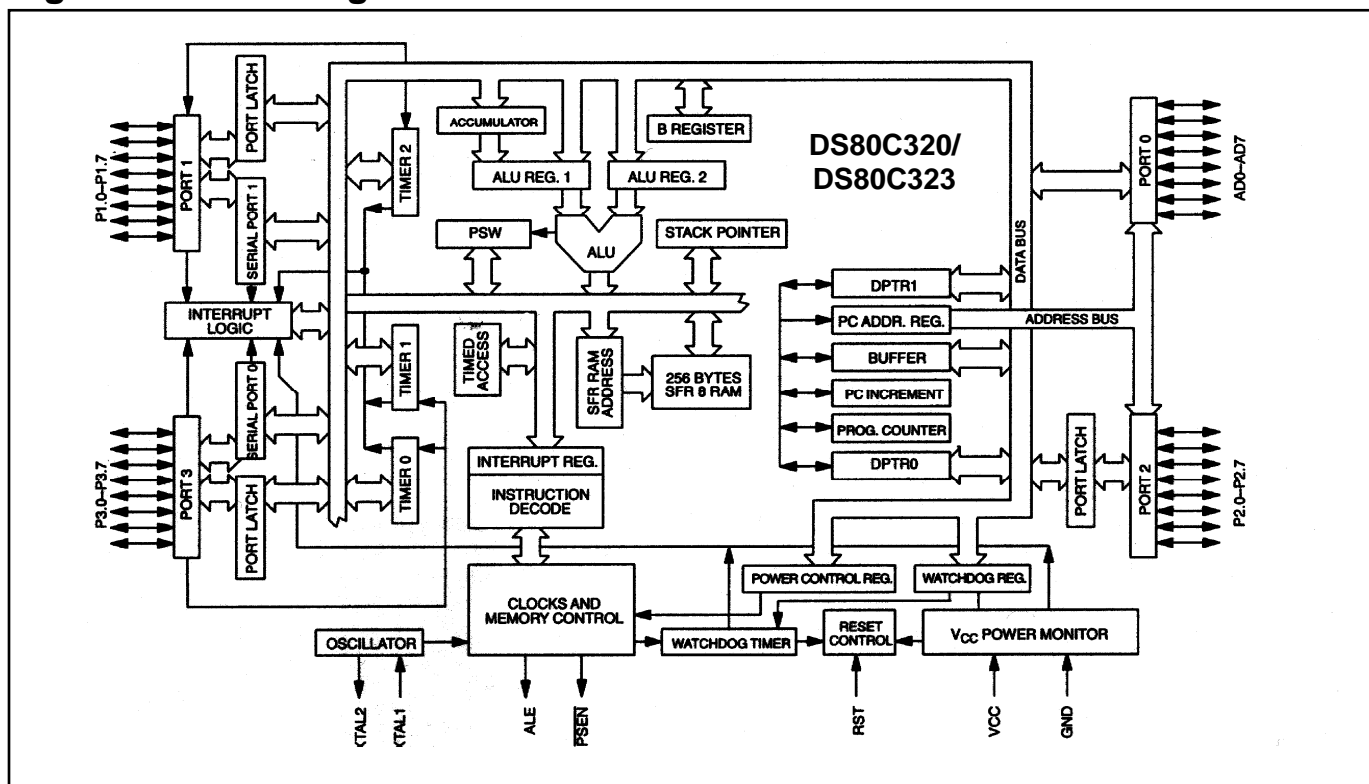 PORT LATCH
P1.0–P1.7
PORT 1
SERIAL PORT 1
TIMER 2
ACCUMULATOR
B REGISTER
ALU REG. 1
ALU REG. 2
DS80C320/
DS80C323
PORT 0
AD0–AD7
PSW
ALU
STACK POINTER
DATA BUS
INTERRUPT
LOGIC
DPTR1
PC ADDR. REG.
ADDRESS BUS
BUFFER
PC INCREMENT
PROG. COUNTER
DPTR0
TIMER 1
TIMED
ACCESS
SFR RAM
ADDRESS
256 BYTES
SFR 8 RAM
SERIAL PORT 0
P3.0–P3.7
PORT 3
PORT LATCH
TIMER 0
INTERRUPT REG.
INSTRUCTION
DECODE
PORT LATCH
PORT 2
P2.0–P2.7
CLOCKS AND
MEMORY CONTROL
POWER CONTROL REG.
WATCHDOG REG.
OSCILLATOR
WATCHDOG TIMER
RESET
CONTROL
VCC POWER MONITOR
XTAL2
XTAL1
ALE
PSEN
RST
VCC
GND